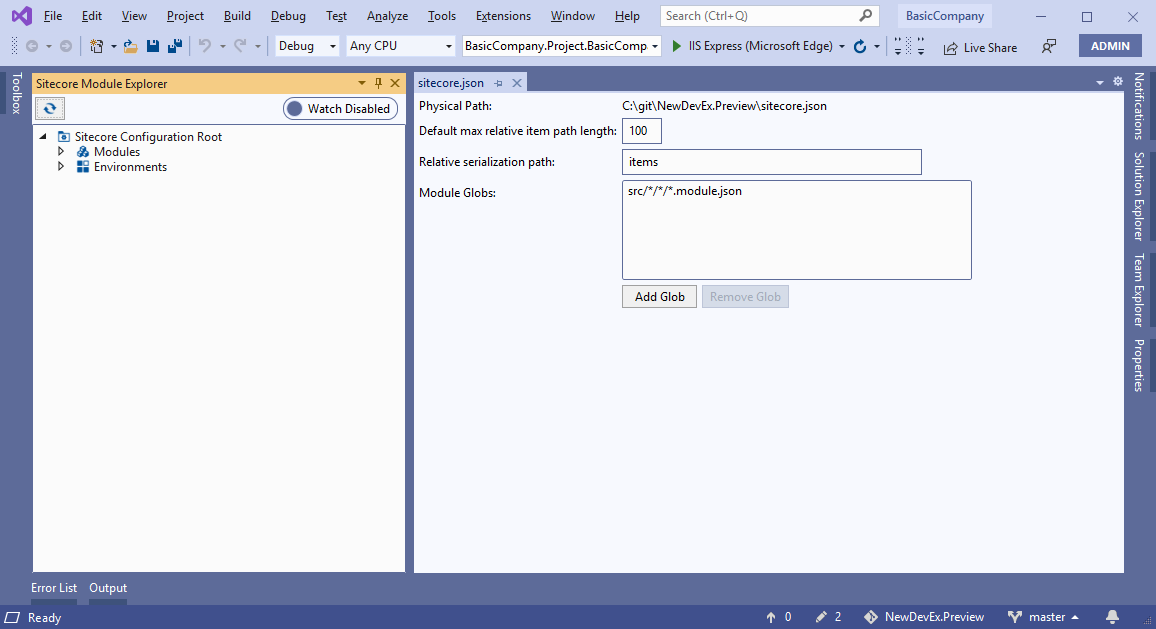 File Edit View Project Build Debug Test Analyze Tools Extensions Window Help Search (Ctrl+Q) BasicCompany
Debug Any CPU BasicCompany.Project.BasicComp IIS Express (Microsoft Edge) Live Share ADMIN
Toolbox
Sitecore Module Explorer
Watch Disabled
Sitecore Configuration Root
Modules
Environments
sitecore.json
Physical Path: C:\git\NewDevEx.Preview\sitecore.json
Default max relative item path length: 100
Relative serialization path: items
Module Globs: src/*/*/*.module.json
Add Glob Remove Glob
Notifications
Solution Explorer
Team Explorer
Properties
Error List Output
Ready 0 2 NewDevEx.Preview master